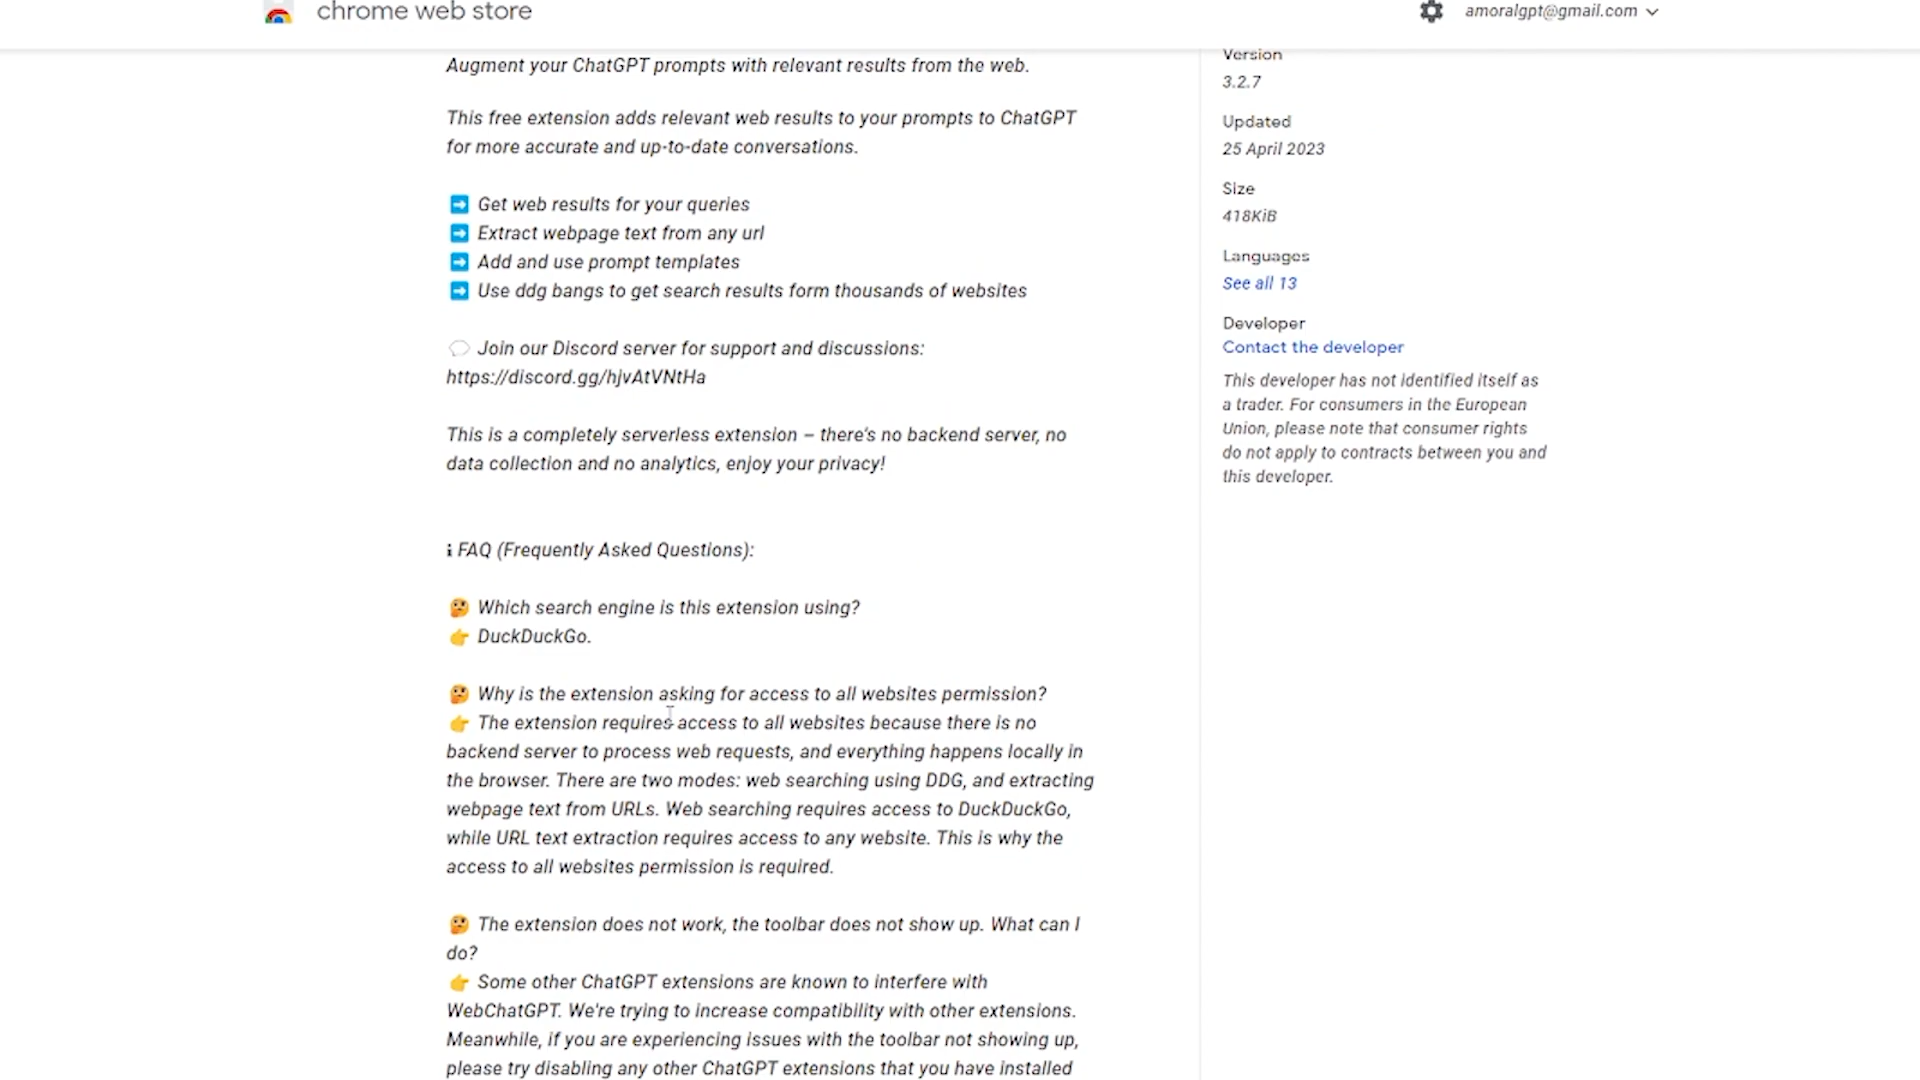 chrome web store
amoralgpt@gmail.com
Augment your ChatGPT prompts with relevant results from the web.
This free extension adds relevant web results to your prompts to ChatGPT
for more accurate and up-to-date conversations.
➡ Get web results for your queries
➡ Extract webpage text from any url
➡ Add and use prompt templates
➡ Use ddg bangs to get search results form thousands of websites
💬 Join our Discord server for support and discussions:
https://discord.gg/hjvAtVNtHa
This is a completely serverless extension – there's no backend server, no
data collection and no analytics, enjoy your privacy!
ℹ FAQ (Frequently Asked Questions):
🤔 Which search engine is this extension using?
👉 DuckDuckGo.
🤔 Why is the extension asking for access to all websites permission?
👉 The extension requires access to all websites because there is no
backend server to process web requests, and everything happens locally in
the browser. There are two modes: web searching using DDG, and extracting
webpage text from URLs. Web searching requires access to DuckDuckGo,
while URL text extraction requires access to any website. This is why the
access to all websites permission is required.
🤔 The extension does not work, the toolbar does not show up. What can I
do?
👉 Some other ChatGPT extensions are known to interfere with
WebChatGPT. We're trying to increase compatibility with other extensions.
Meanwhile, if you are experiencing issues with the toolbar not showing up,
please try disabling any other ChatGPT extensions that you have installed
Version
3.2.7
Updated
25 April 2023
Size
418KiB
Languages
See all 13
Developer
Contact the developer
This developer has not identified itself as
a trader. For consumers in the European
Union, please note that consumer rights
do not apply to contracts between you and
this developer.